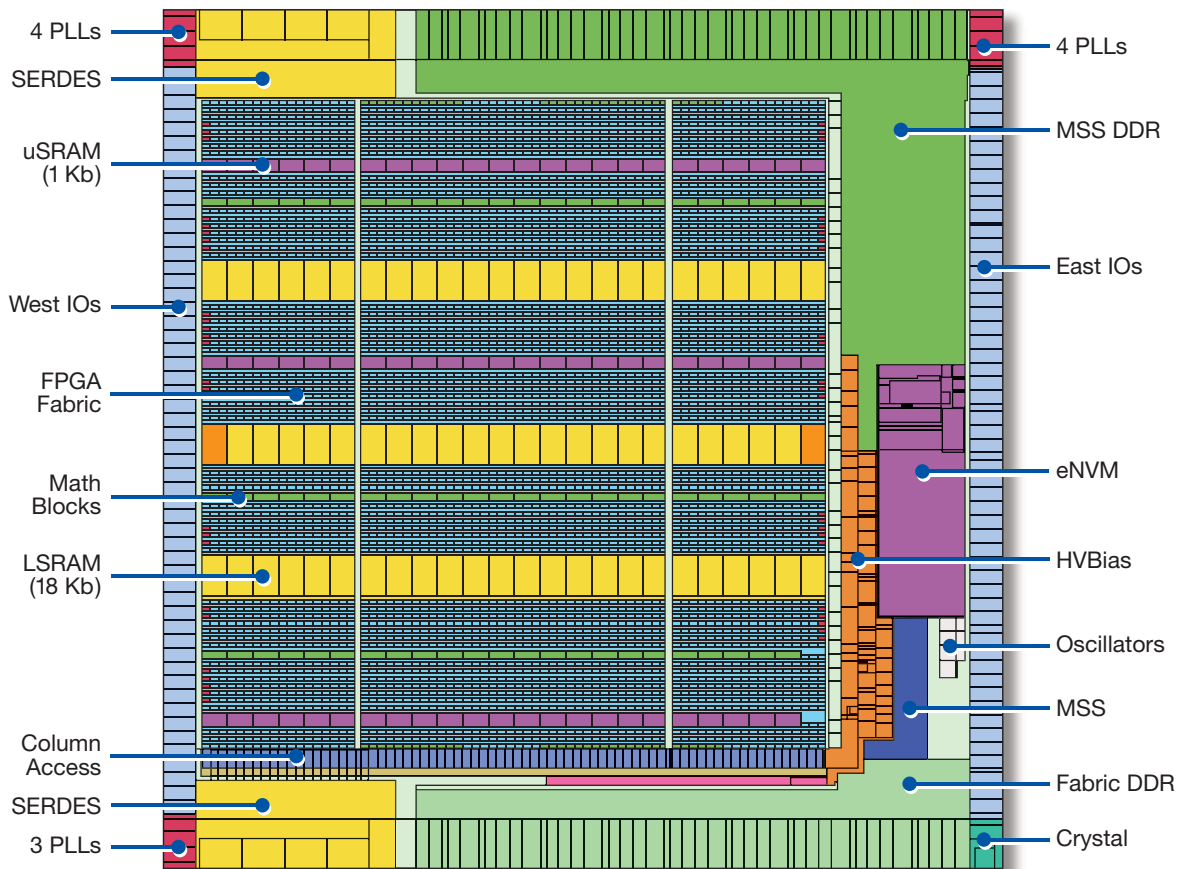 4 PLLs
SERDES
uSRAM
(1 Kb)
West IOs
FPGA
Fabric
Math
Blocks
LSRAM
(18 Kb)
Column
Access
SERDES
3 PLLs
4 PLLs
MSS DDR
East IOs
eNVM
HVBias
Oscillators
MSS
Fabric DDR
Crystal